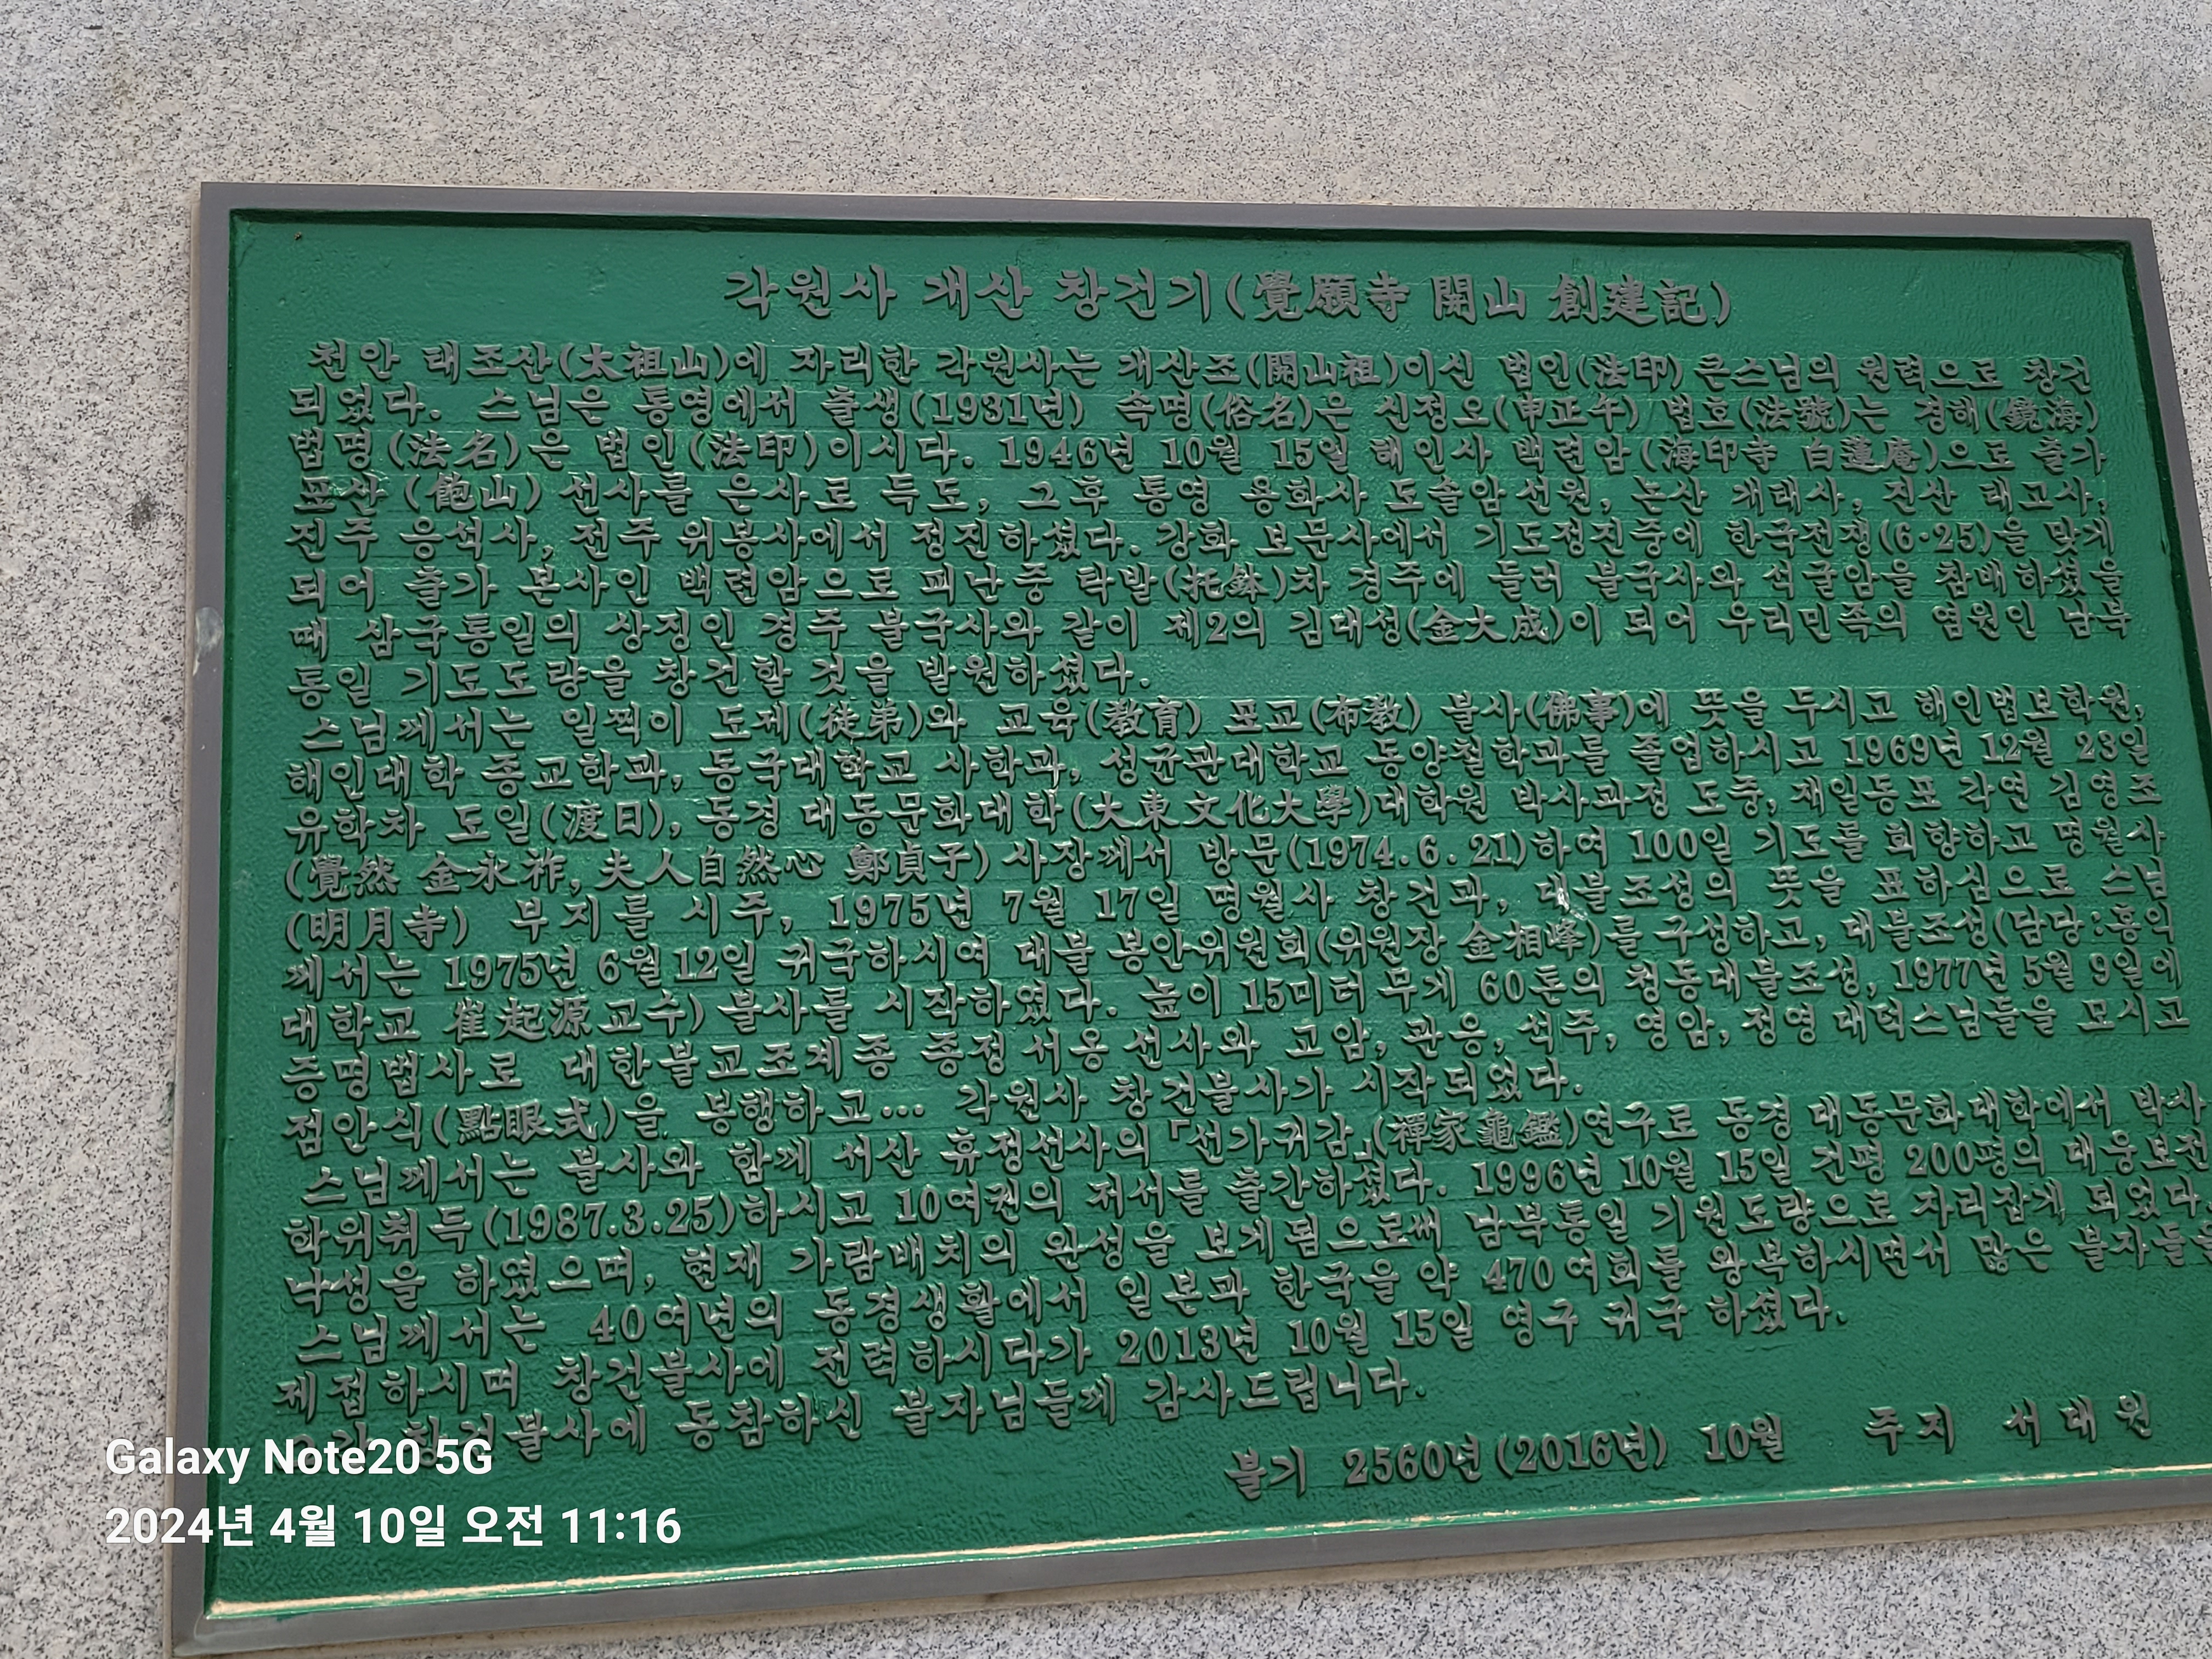 각원사 개산 창건기(覺願寺 開山 創建記)
천안 태조산(太祖山)에 자리한 각원사는 개산조(開山祖)이신 법인(法印) 큰스님의 원력으로 창건
되었다. 스님은 통영에서 출생(1931년) 속명(俗名)은 신정오(申正午) 법호(法號)는 경해(鏡海)
법명(法名)은 법인(法印)이시다. 1946년 10월 15일 해인사 백련암(海印寺 白蓮庵)으로 출가
포산(飽山) 선사를 은사로 득도, 그후 통영 용화사 도솔암선원, 논산 개태사, 진산 태고사,
진주 응석사, 전주 위봉사에서 정진하셨다. 강화 보문사에서 기도정진중에 한국전쟁(6·25)을 맞게
되어 출가 본사인 백련암으로 피난중 탁발(托鉢)차 경주에 들러 불국사와 석굴암을 참배하셨을
때 삼국통일의 상징인 경주 불국사와 같이 제2의 김대성(金大成)이 되어 우리민족의 염원인 남북
통일 기도도량을 창건할 것을 발원하셨다.
스님께서는 일찍이 도제(徒弟)와 교육(敎育) 포교(布敎) 불사(佛事)에 뜻을 두시고 해인법보학원,
해인대학 종교학과, 동국대학교 사학과, 성균관대학교 동양철학과를 졸업하시고 1969년 12월 23일
유학차 도일(渡日), 동경 대동문화대학(大東文化大學)대학원 박사과정 도중, 재일동포 각연 김영조
(覺然 金永祚, 夫人自然心 鄭貞子) 사장께서 방문(1974.6.21)하여 100일 기도를 회향하고 명월사
(明月寺) 부지를 시주, 1975년 7월 17일 명월사 창건과, 대불조성의 뜻을 표하심으로 스님
께서는 1975년 6월 12일 귀국하시여 대불 봉안위원회(위원장 金相峰)를 구성하고, 대불조성(담당:홍익
대학교 崔起源교수) 불사를 시작하였다. 높이 15미터 무게 60톤의 청동대불조성, 1977년 5월 9일에
증명법사로 대한불교조계종 종정 서옹 선사와 고암, 관응, 석주, 영암, 정영 대덕스님들을 모시고
점안식(點眼式)을 봉행하고… 각원사 창건불사가 시작되었다.
스님께서는 불사와 함께 서산 휴정선사의 「선가귀감」(禪家龜鑑)연구로 동경 대동문화대학에서 박사
학위취득(1987.3.25)하시고 10여권의 저서를 출간하셨다. 1996년 10월 15일 건평 200평의 대웅보전
낙성을 하였으며, 현재 가람배치의 완성을 보게됨으로써 남북통일 기원도량으로 자리잡게 되었다.
스님께서는 40여년의 동경생활에서 일본과 한국을 약 470여회를 왕복하시면서 많은 불자들을
제접하시며 창건불사에 전력하시다가 2013년 10월 15일 영구 귀국 하셨다.
창건불사에 동참하신 불자님들께 감사드립니다.
불기 2560년(2016년) 10월 주지 서대원
Galaxy Note20 5G
2024년 4월 10일 오전 11:16